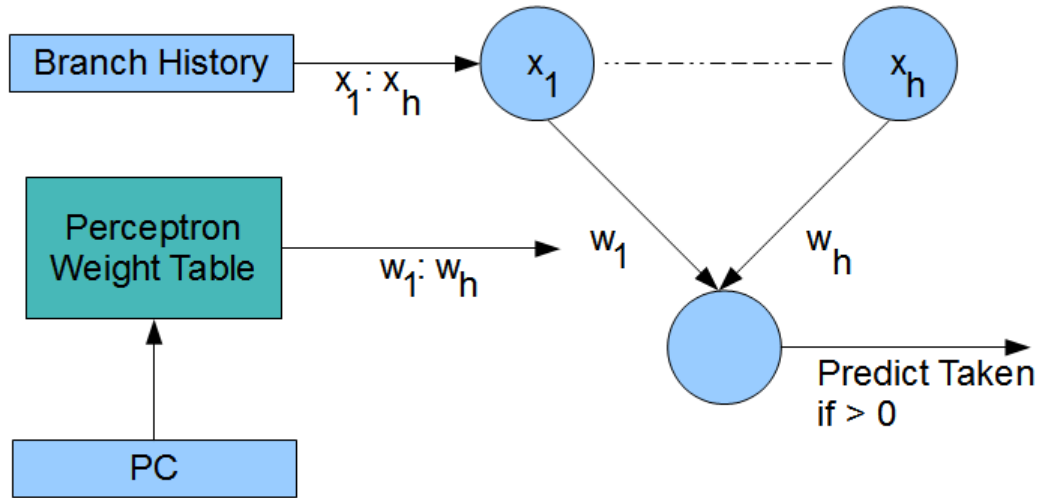 Branch History
x1: xh
x1
xh
Perceptron
Weight Table
w1: wh
w1
wh
Predict Taken
if > 0
PC